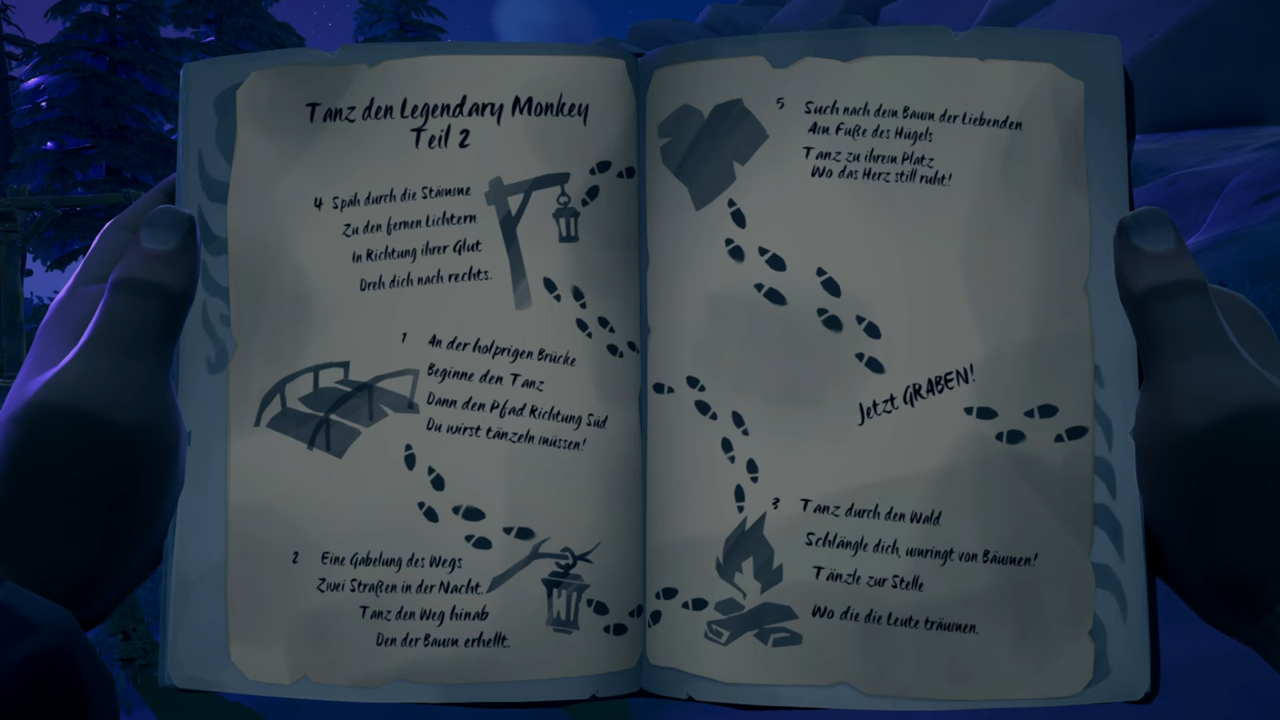 Tanz den Legendary Monkey
Teil 2
4 Späh durch die Stämme
Zu den fernen Lichtern
In Richtung ihrer Glut
Dreh dich nach rechts.
1 An der holprigen Brücke
Beginne den Tanz
Dann den Pfad Richtung Süd
Du wirst tänzeln müssen!
2 Eine Gabelung des Wegs
Zwei Straßen in der Nacht.
Tanz den Weg hinab
Den der Baum erhellt.
5 Such nach dem Baum der Liebenden
Am Fuße des Hügels
Tanz zu ihrem Platz
Wo das Herz still ruht!
Jetzt GRABEN!
3 Tanz durch den Wald
Schlängle dich, umringt von Bäumen!
Tänzle zur Stelle
Wo die die Leute träumen.